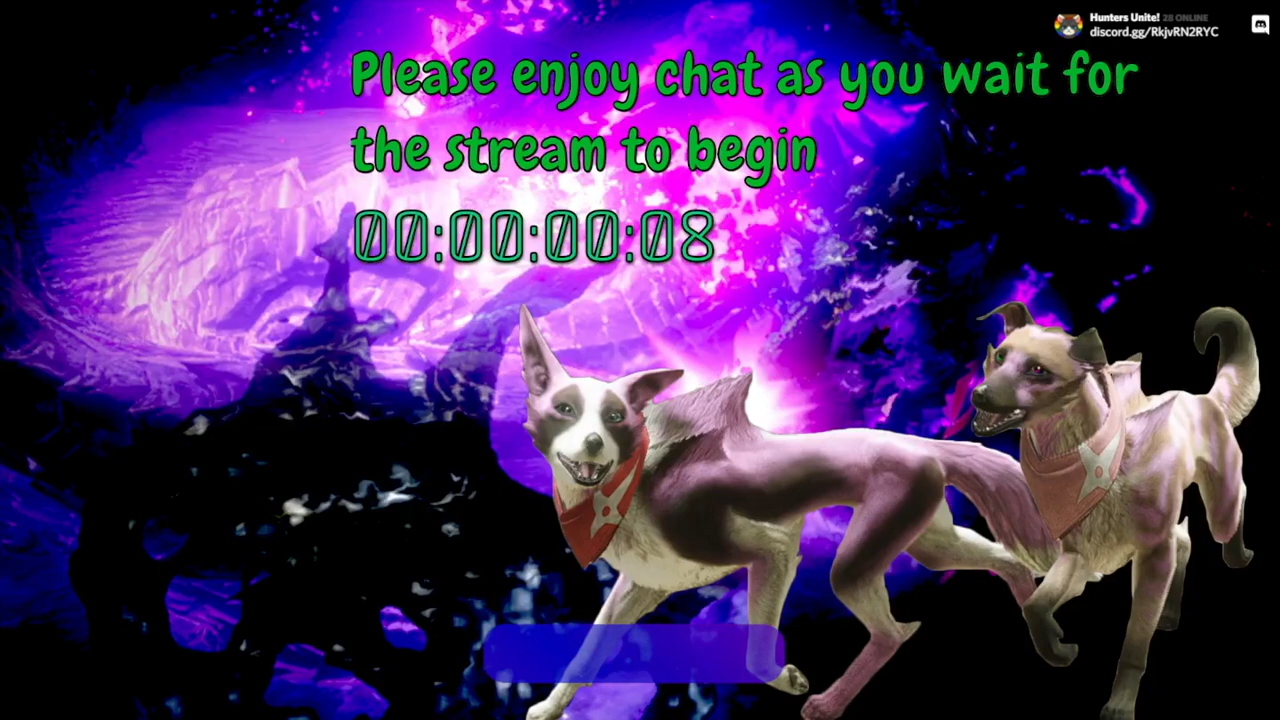 Hunters Unite! 28 ONLINE
discord.gg/RkjvRN2RYC
Please enjoy chat as you wait for
the stream to begin
00:00:00:08